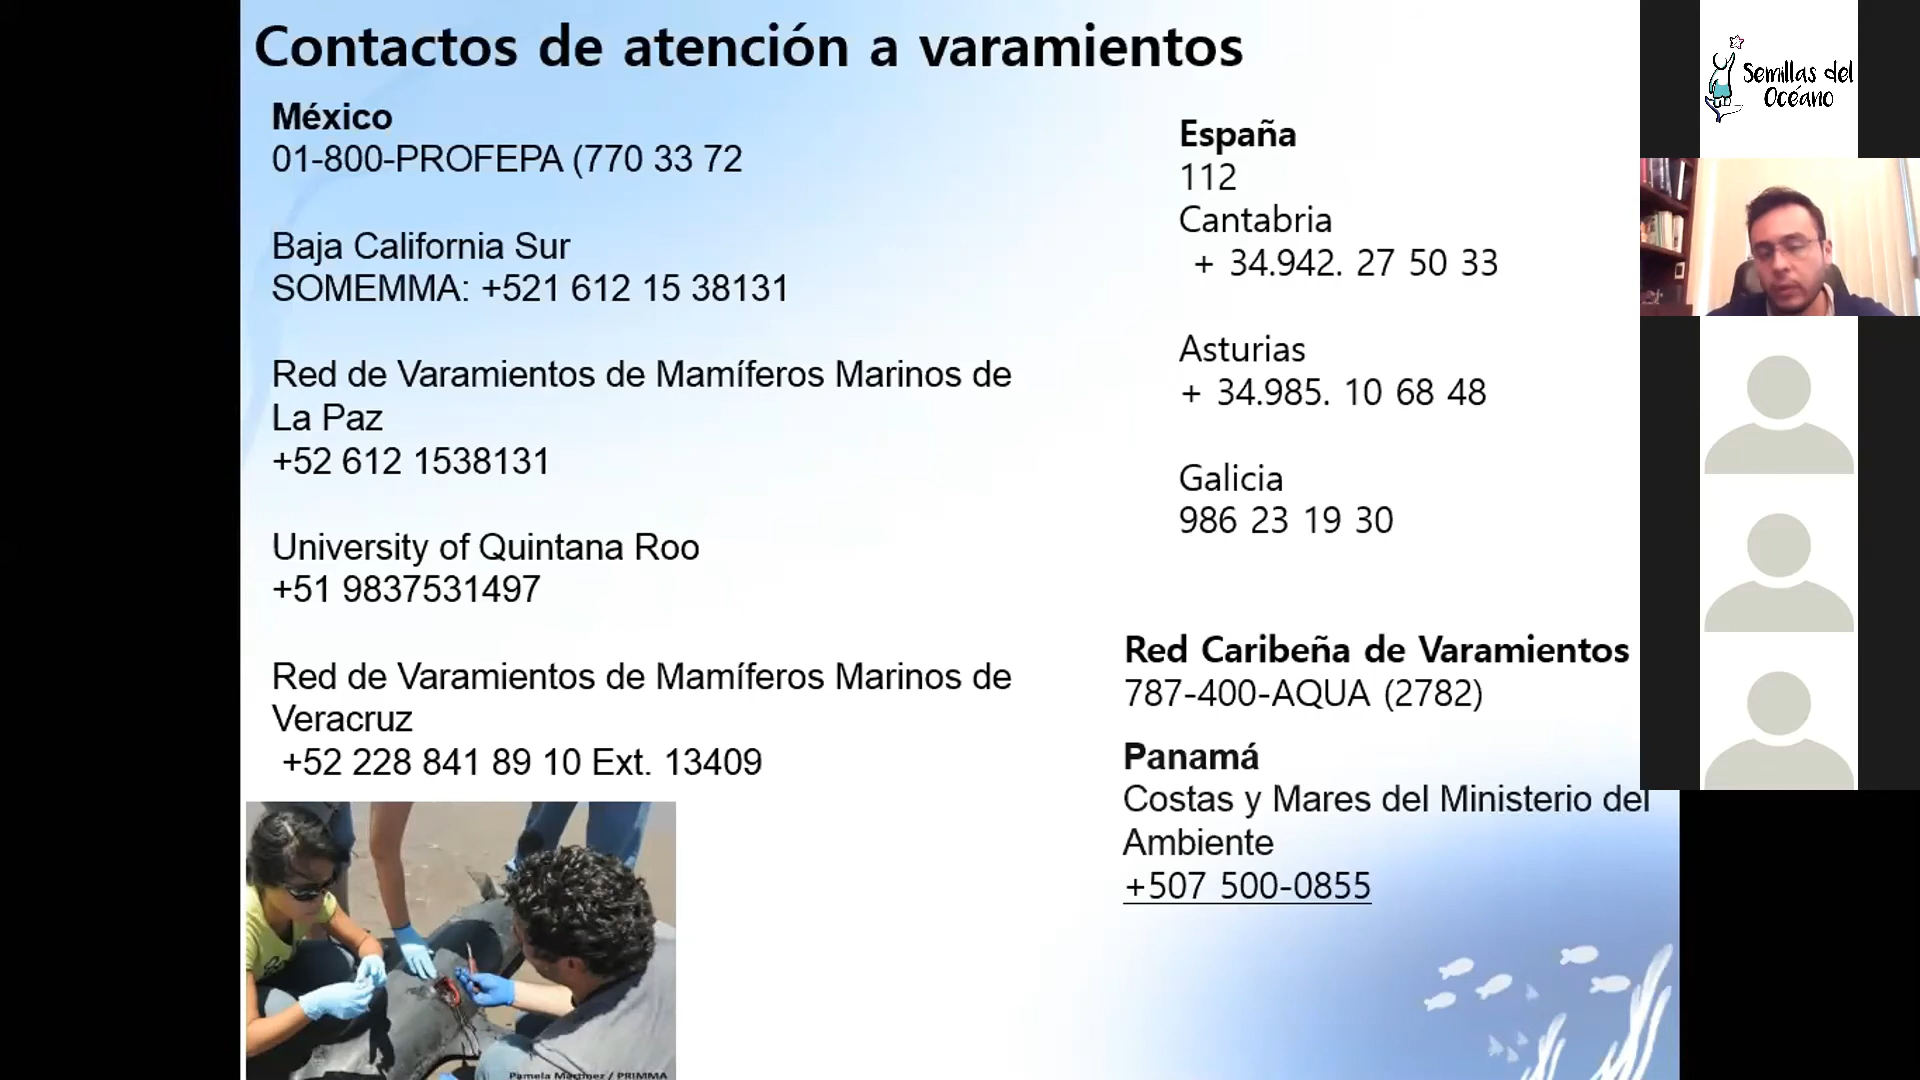 Contactos de atención a varamientos
México
01-800-PROFEPA (770 33 72
Baja California Sur
SOMEMMA: +521 612 15 38131
Red de Varamientos de Mamíferos Marinos de
La Paz
+52 612 1538131
University of Quintana Roo
+51 9837531497
Red de Varamientos de Mamíferos Marinos de
Veracruz
+52 228 841 89 10 Ext. 13409
Pamela Martínez / PRIMMA
España
112
Cantabria
+ 34.942. 27 50 33
Asturias
+ 34.985. 10 68 48
Galicia
986 23 19 30
Red Caribeña de Varamientos
787-400-AQUA (2782)
Panamá
Costas y Mares del Ministerio del
Ambiente
+507 500-0855
Semillas del
Océano